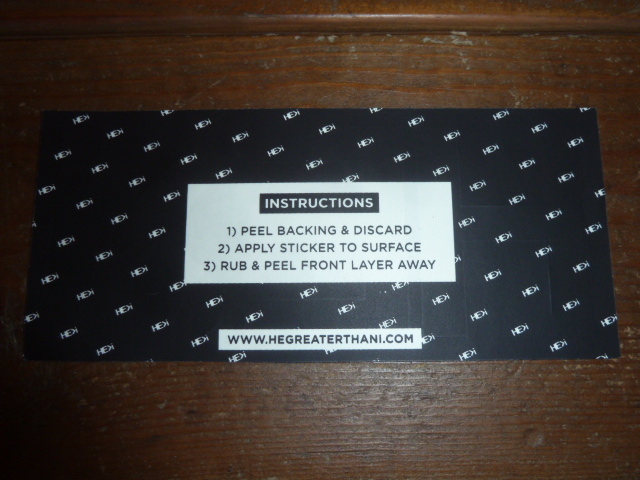 INSTRUCTIONS
1) PEEL BACKING & DISCARD
2) APPLY STICKER TO SURFACE
3) RUB & PEEL FRONT LAYER AWAY
WWW.HEGREATERTHANI.COM